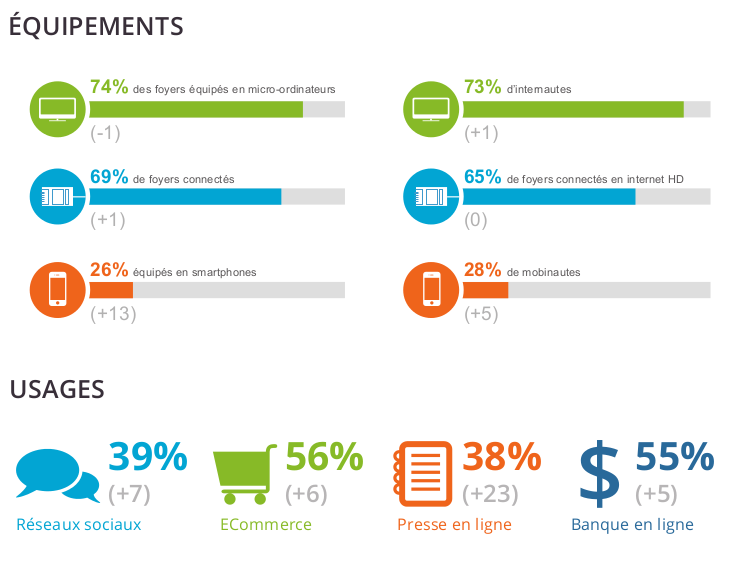 ÉQUIPEMENTS
74% des foyers équipés en micro-ordinateurs
(-1)
73% d'internautes
(+1)
69% de foyers connectés
(+1)
65% de foyers connectés en internet HD
(0)
26% équipés en smartphones
(+13)
28% de mobinautes
(+5)
USAGES
39%
(+7)
Réseaux sociaux
56%
(+6)
ECommerce
38%
(+23)
Presse en ligne
$
55%
(+5)
Banque en ligne